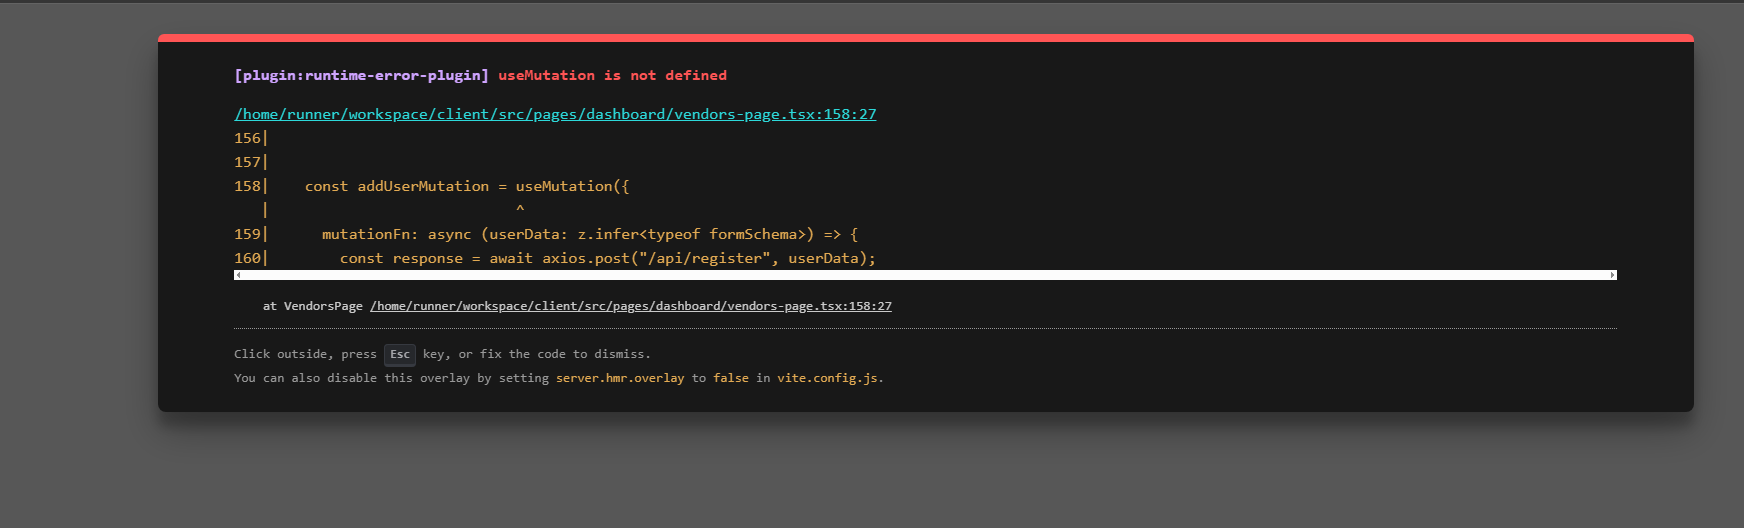 [plugin:runtime-error-plugin] useMutation is not defined
/home/runner/workspace/client/src/pages/dashboard/vendors-page.tsx:158:27
156|
157|
158|    const addUserMutation = useMutation({
   |                            ^
159|      mutationFn: async (userData: z.infer<typeof formSchema>) => {
160|        const response = await axios.post("/api/register", userData);
at VendorsPage /home/runner/workspace/client/src/pages/dashboard/vendors-page.tsx:158:27
Click outside, press Esc key, or fix the code to dismiss.
You can also disable this overlay by setting server.hmr.overlay to false in vite.config.js.